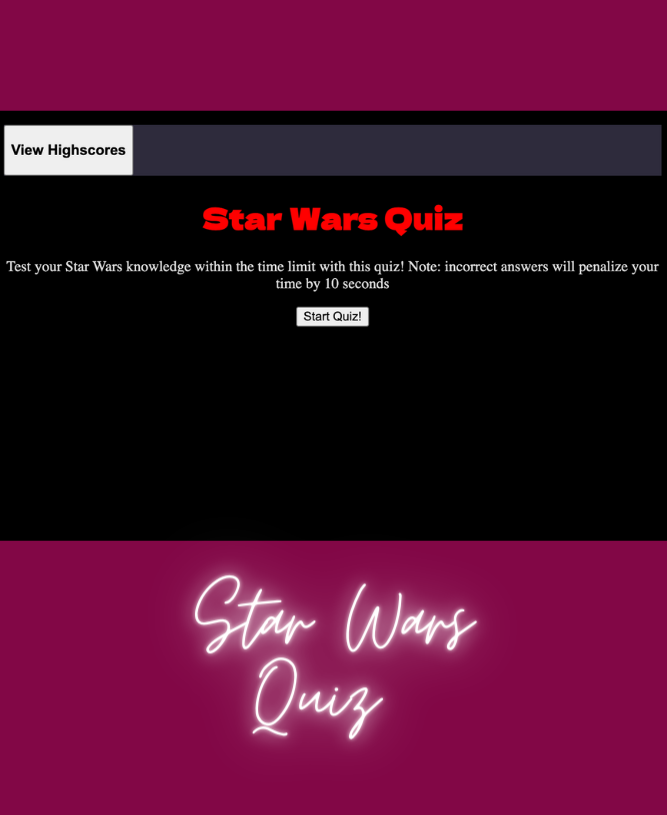 View Highscores
Star Wars Quiz
Test your Star Wars knowledge within the time limit with this quiz! Note: incorrect answers will penalize your
time by 10 seconds
Start Quiz!
Star Wars
Quiz